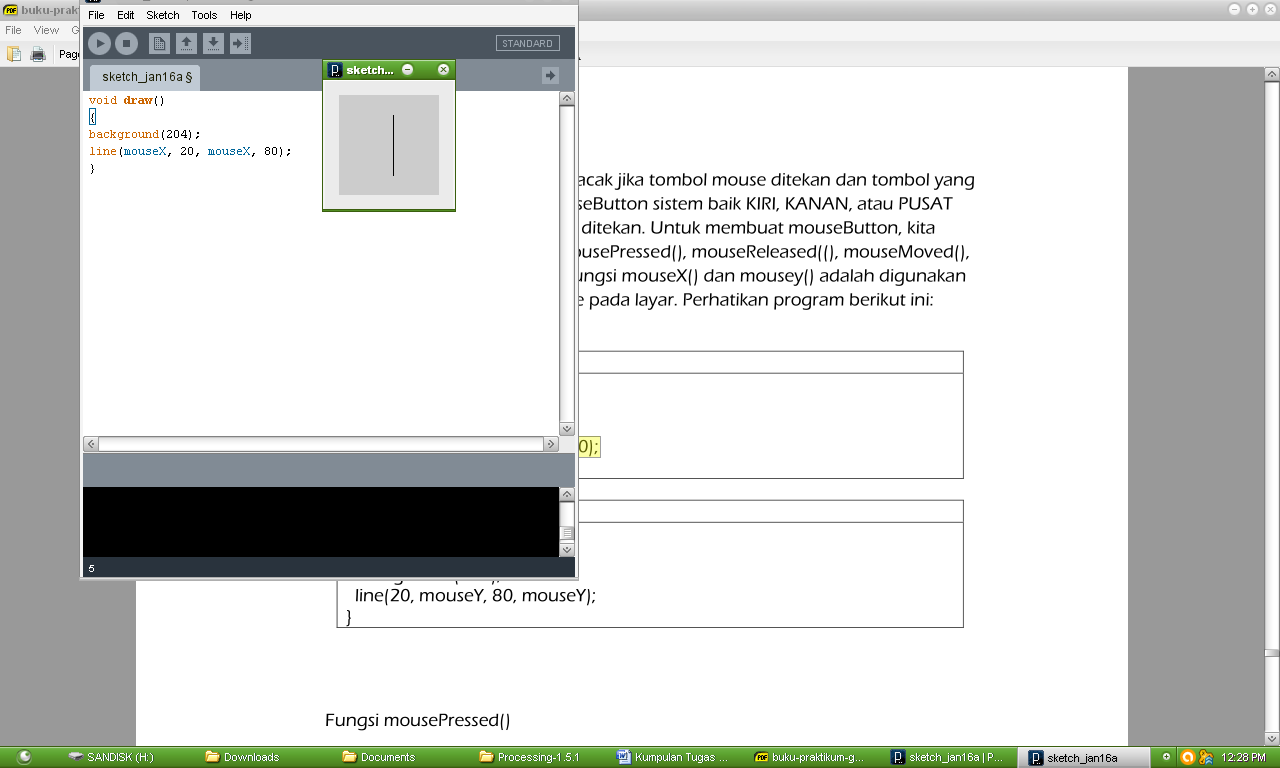 buku-prak
File View G
Page
File Edit Sketch Tools Help
STANDARD
sketch_jan16a §
void draw()
{
background(204);
line(mouseX, 20, mouseX, 80);
}
sketch...
acak jika tombol mouse ditekan dan tombol yang
seButton sistem baik KIRI, KANAN, atau PUSAT
ditekan. Untuk membuat mouseButton, kita
ousePressed(), mouseReleased((), mouseMoved(),
ungsi mouseX() dan mousey() adalah digunakan
e pada layar. Perhatikan program berikut ini:
0);
line(20, mouseY, 80, mouseY);
}
5
Fungsi mousePressed()
SANDISK (H:) Downloads Documents Processing-1.5.1 Kumpulan Tugas ... buku-praktikum-g... sketch_jan16a | P... sketch_jan16a 12:28 PM